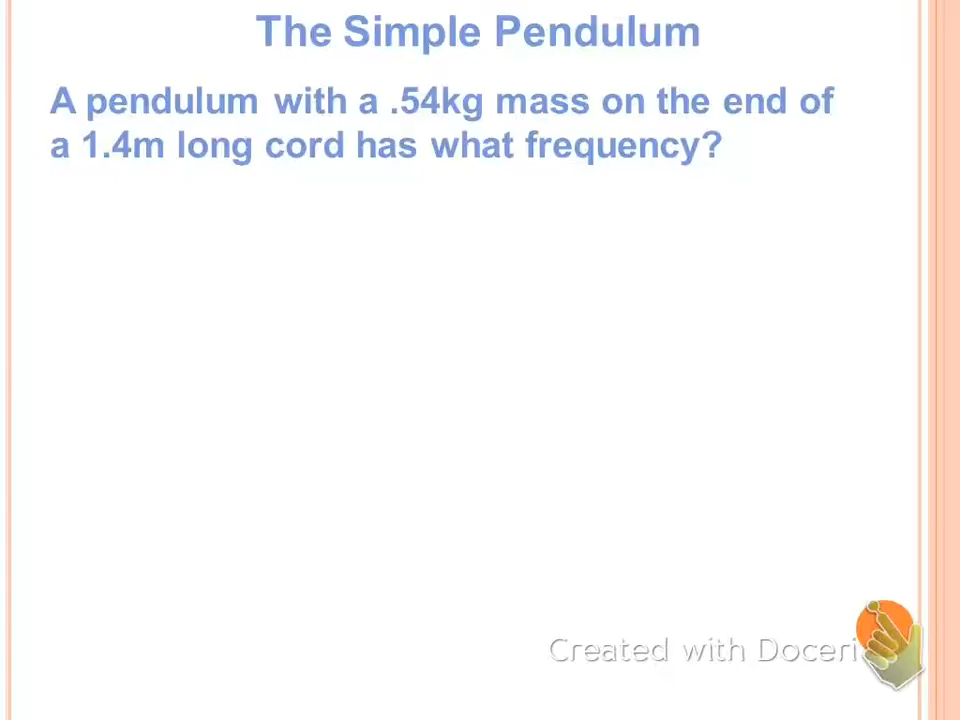 The Simple Pendulum
A pendulum with a .54kg mass on the end of
a 1.4m long cord has what frequency?
Created with Doceri